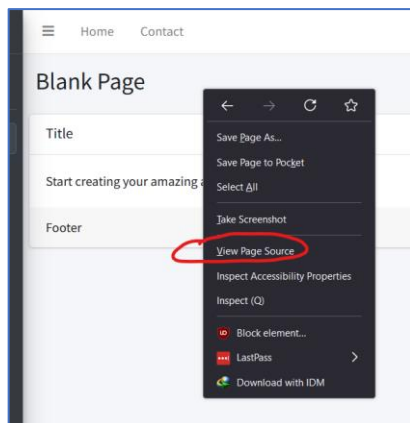 Home Contact
Blank Page
Title
Start creating your amazing a
Footer
Save Page As...
Save Page to Pocket
Select All
Take Screenshot
View Page Source
Inspect Accessibility Properties
Inspect (Q)
Block element...
LastPass
Download with IDM